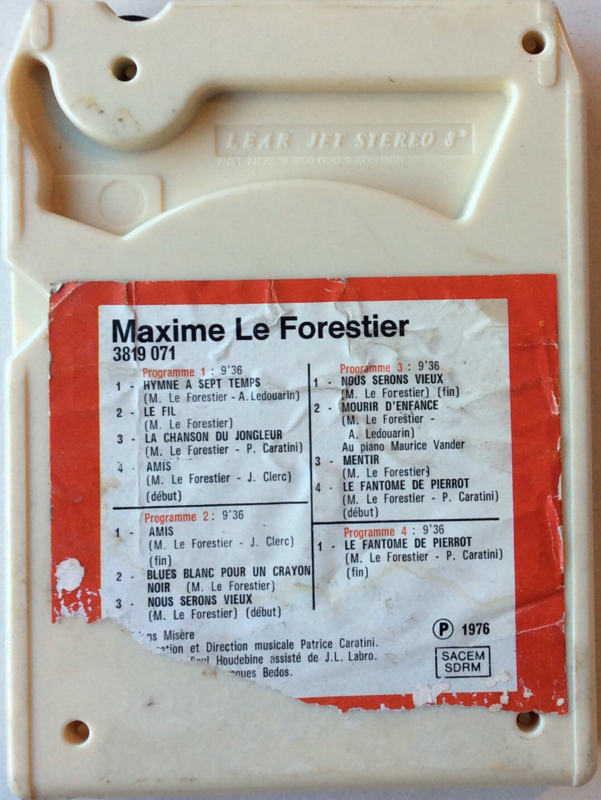 LEAR JET STEREO 8®
PAT. NOS.
Maxime Le Forestier
3819 071
Programme 1 : 9'36
1 - HYMNE A SEPT TEMPS
(M. Le Forestier - A. Ledouarin)
2 - LE FIL
(M. Le Forestier)
3 - LA CHANSON DU JONGLEUR
(M. Le Forestier - P. Caratini)
4 - AMIS
(M. Le Forestier - J. Clerc)
(début)
Programme 2 : 9'36
1 - AMIS
(M. Le Forestier - J. Clerc)
(fin)
2 - BLUES BLANC POUR UN CRAYON
NOIR (M. Le Forestier)
3 - NOUS SERONS VIEUX
(M. Le Forestier) (début)
Programme 3 : 9'36
1 - NOUS SERONS VIEUX
(M. Le Forestier) (fin)
2 - MOURIR D'ENFANCE
(M. Le Forestier -
A. Ledouarin)
Au piano Maurice Vander
3 - MENTIR
(M. Le Forestier)
4 - LE FANTOME DE PIERROT
(M. Le Forestier - P. Caratini)
(début)
Programme 4 : 9'36
1 - LE FANTOME DE PIERROT
(M. Le Forestier - P. Caratini)
(fin)
Misère
et Direction musicale Patrice Caratini.
Houdebine assisté de J.L. Labro.
Bedos.
Ⓟ 1976
SACEM
SDRM